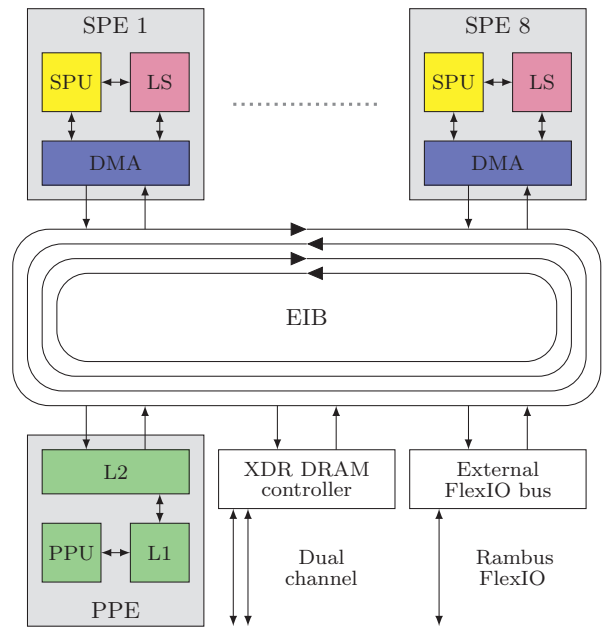 SPE 1
SPE 8
SPU
LS
SPU
LS
DMA
DMA
EIB
L2
XDR DRAM
controller
External
FlexIO bus
PPU
L1
Dual
channel
Rambus
FlexIO
PPE